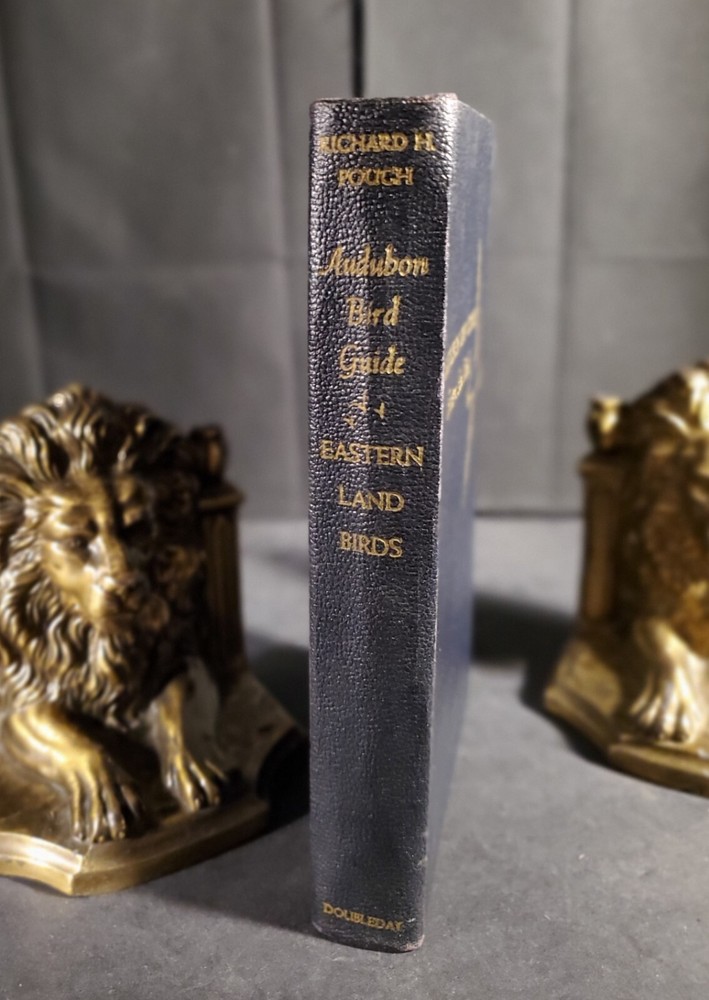 RICHARD H.
POUGH
Audubon
Bird
Guide
EASTERN
LAND
BIRDS
DOUBLEDAY